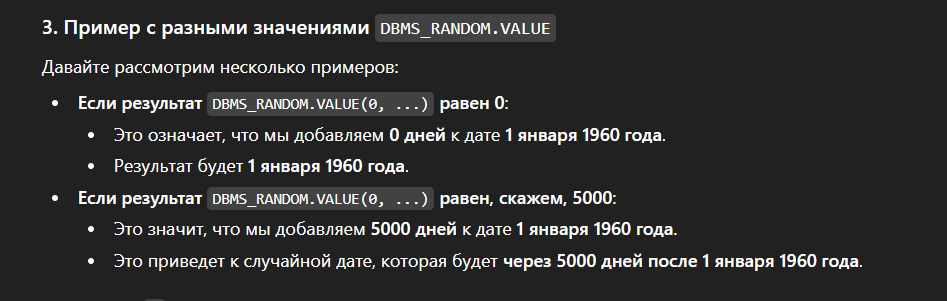 3. Пример с разными значениями DBMS_RANDOM.VALUE
Давайте рассмотрим несколько примеров:
• Если результат DBMS_RANDOM.VALUE(0, ...) равен 0:
• Это означает, что мы добавляем 0 дней к дате 1 января 1960 года.
• Результат будет 1 января 1960 года.
• Если результат DBMS_RANDOM.VALUE(0, ...) равен, скажем, 5000:
• Это значит, что мы добавляем 5000 дней к дате 1 января 1960 года.
• Это приведет к случайной дате, которая будет через 5000 дней после 1 января 1960 года.